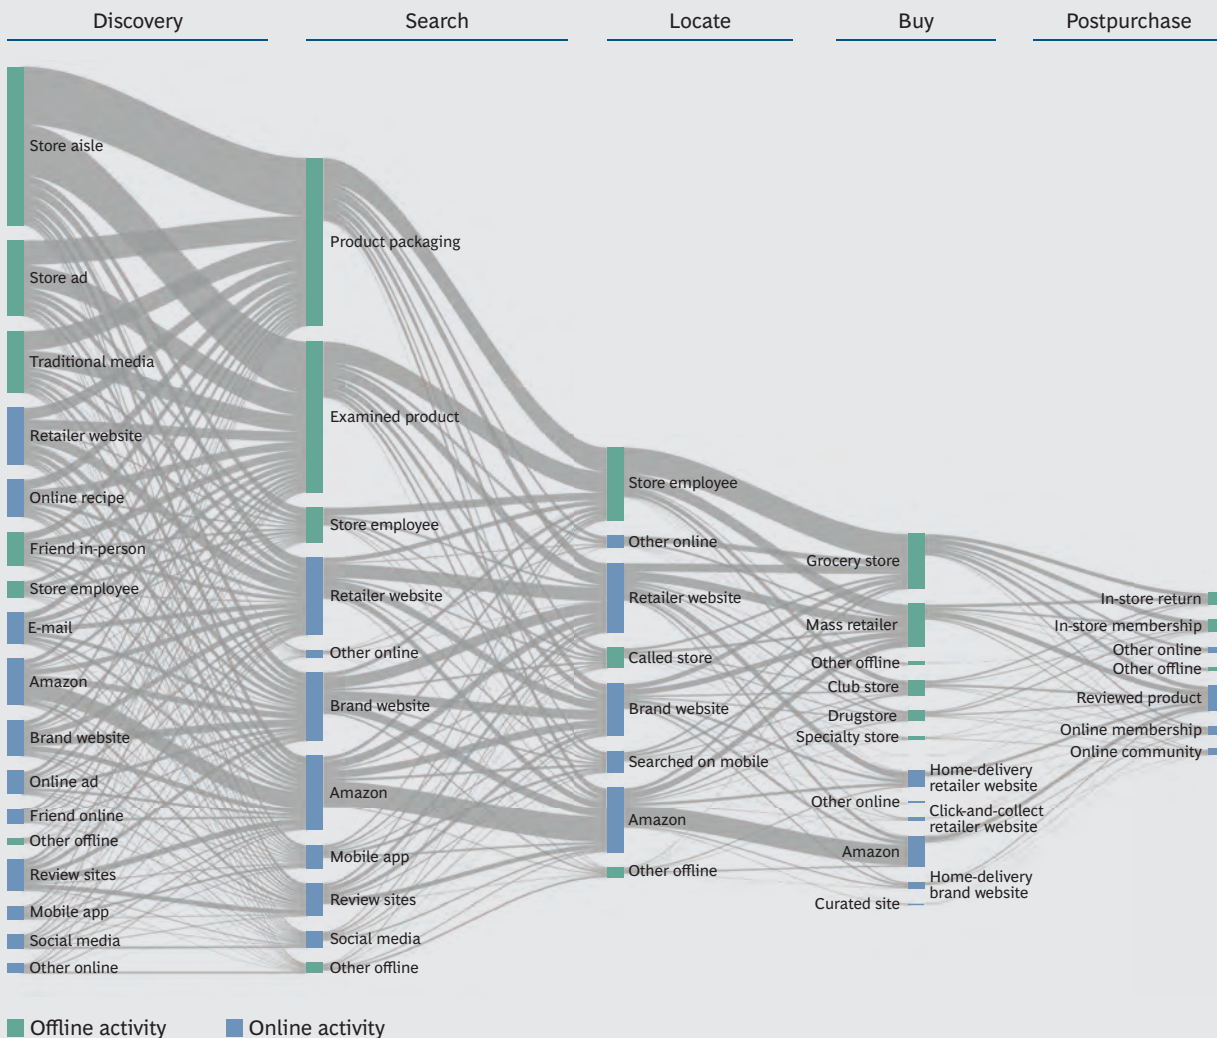 Discovery
Search
Locate
Buy
Postpurchase
Store aisle
Store ad
Traditional media
Retailer website
Online recipe
Friend in-person
Store employee
E-mail
Amazon
Brand website
Online ad
Friend online
Other offline
Review sites
Mobile app
Social media
Other online
Product packaging
Examined product
Store employee
Retailer website
Other online
Brand website
Amazon
Mobile app
Review sites
Social media
Other offline
Store employee
Other online
Retailer website
Called store
Brand website
Searched on mobile
Amazon
Other offline
Grocery store
Mass retailer
Other offline
Club store
Drugstore
Specialty store
Home-delivery
retailer website
Other online
Click-and-collect
retailer website
Amazon
Home-delivery
brand website
Curated site
In-store return
In-store membership
Other online
Other offline
Reviewed product
Online membership
Online community
Offline activity
Online activity